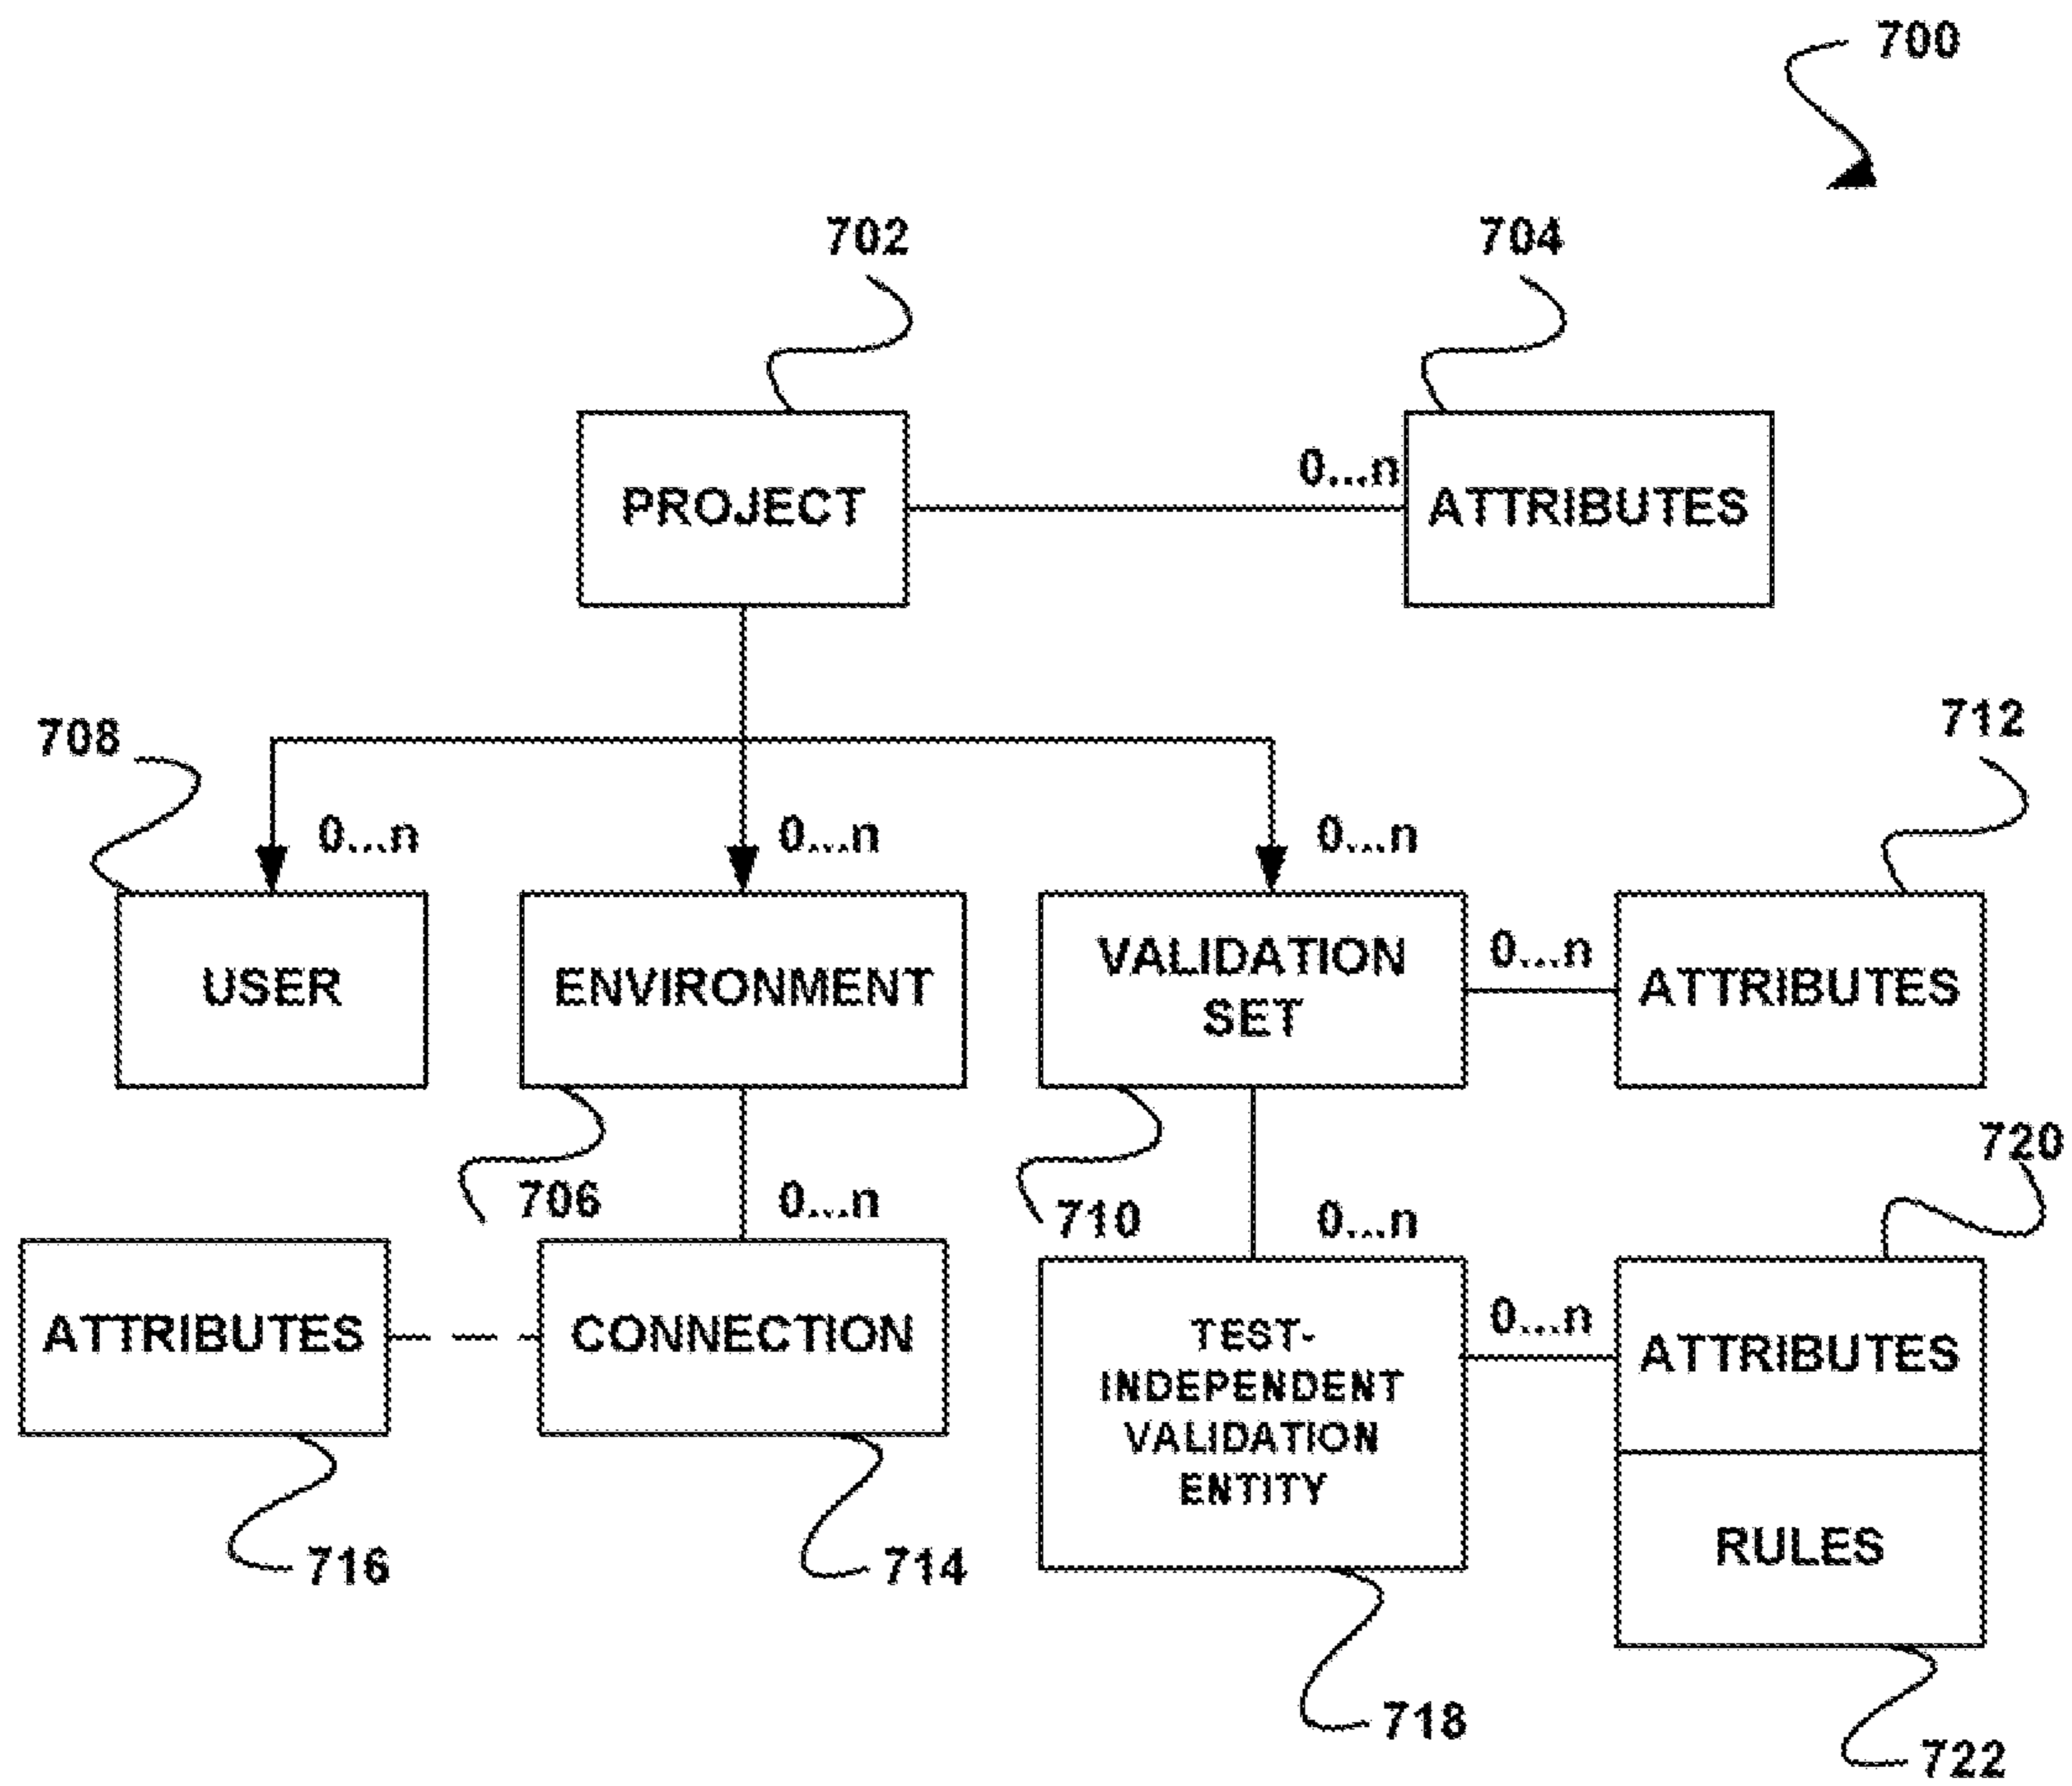 700
702
704
PROJECT
0...n
ATTRIBUTES
708
712
0...n
0...n
0...n
USER
ENVIRONMENT
VALIDATION
SET
0...n
ATTRIBUTES
706
710
720
0...n
0...n
ATTRIBUTES
CONNECTION
TEST-
INDEPENDENT
VALIDATION
ENTITY
0...n
ATTRIBUTES
RULES
716
714
718
722